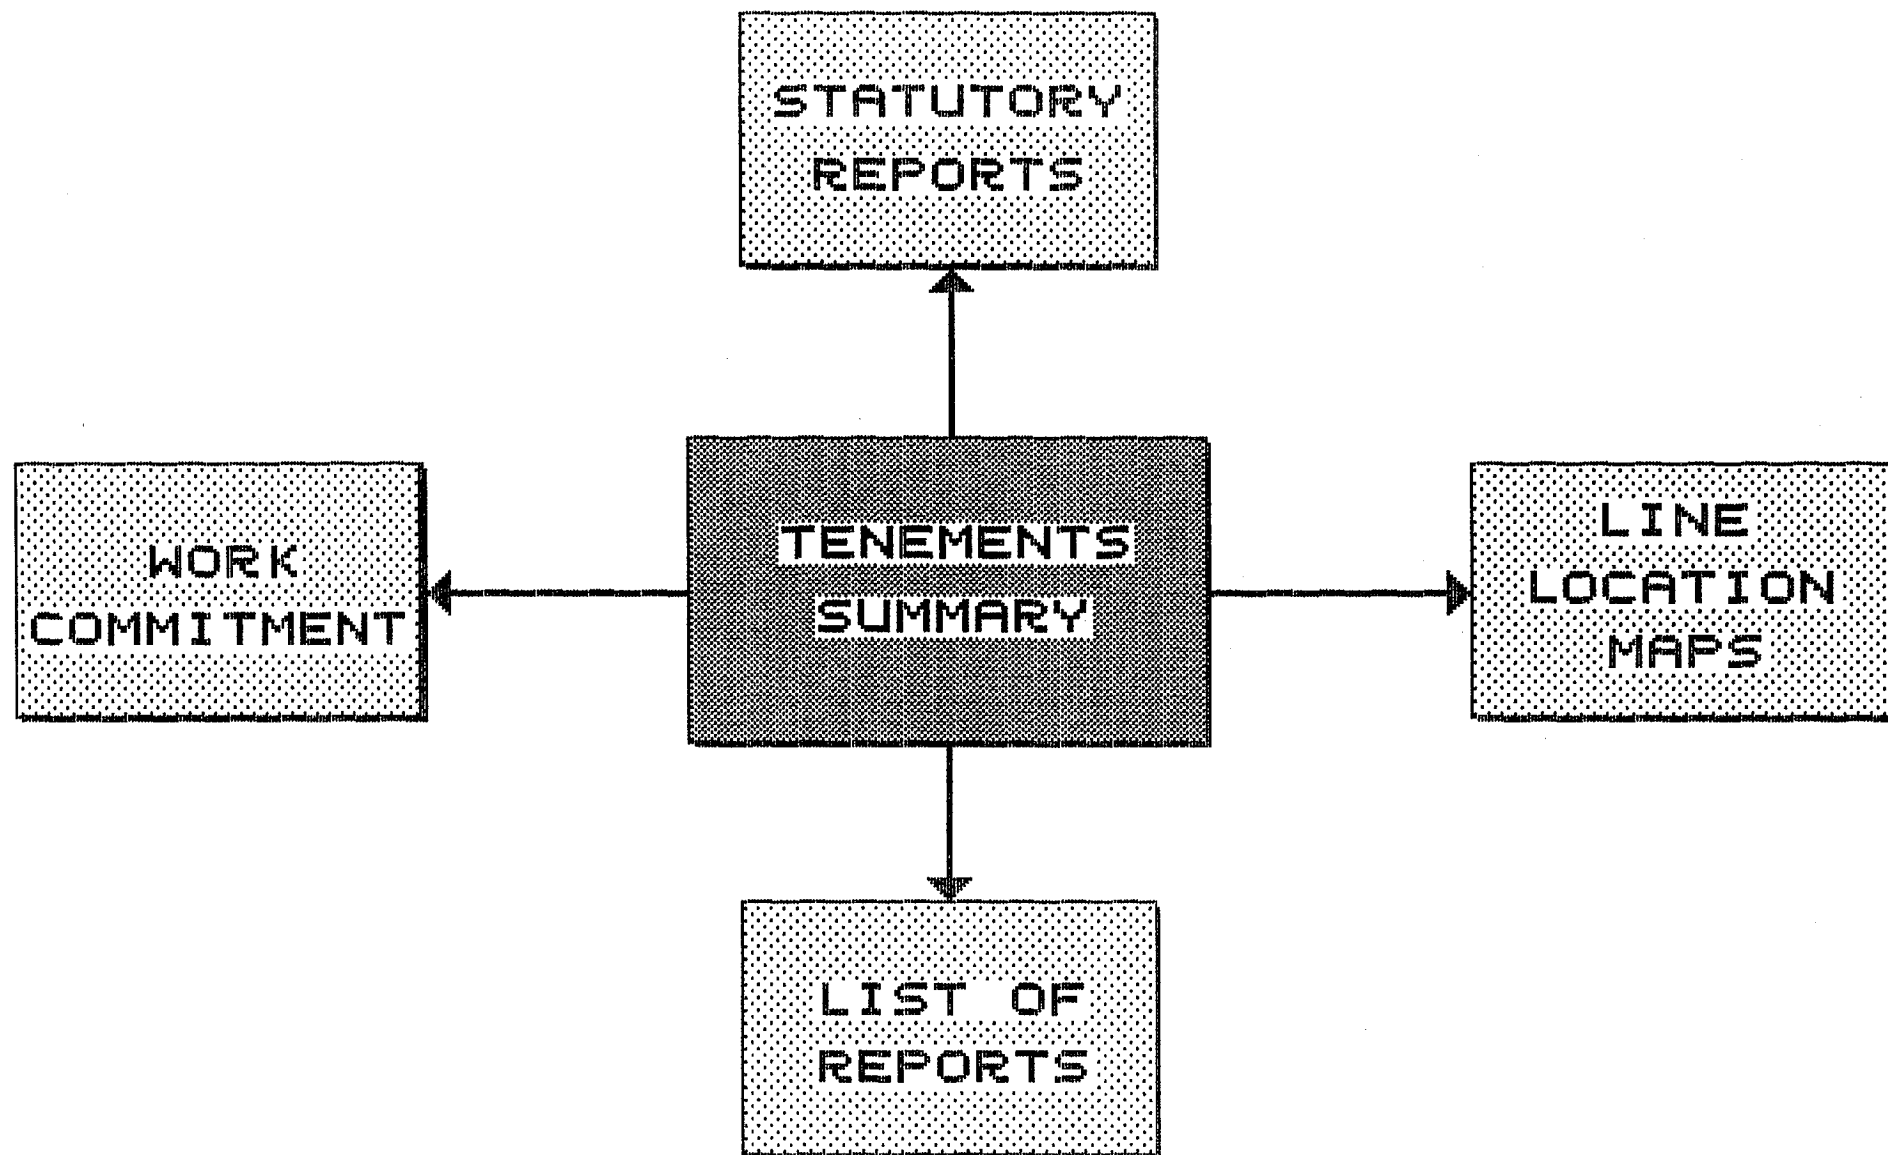 STATUTORY
REPORTS
WORK
COMMITMENT
TENEMENTS
SUMMARY
LINE
LOCATION
MAPS
LIST OF
REPORTS